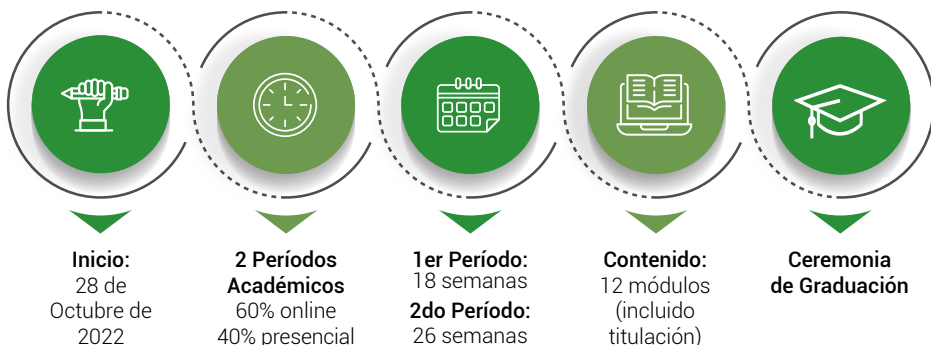 Inicio:
28 de
Octubre de
2022
2 Períodos
Académicos
60% online
40% presencial
1er Período:
18 semanas
2do Período:
26 semanas
Contenido:
12 módulos
(incluido
titulación)
Ceremonia
de Graduación